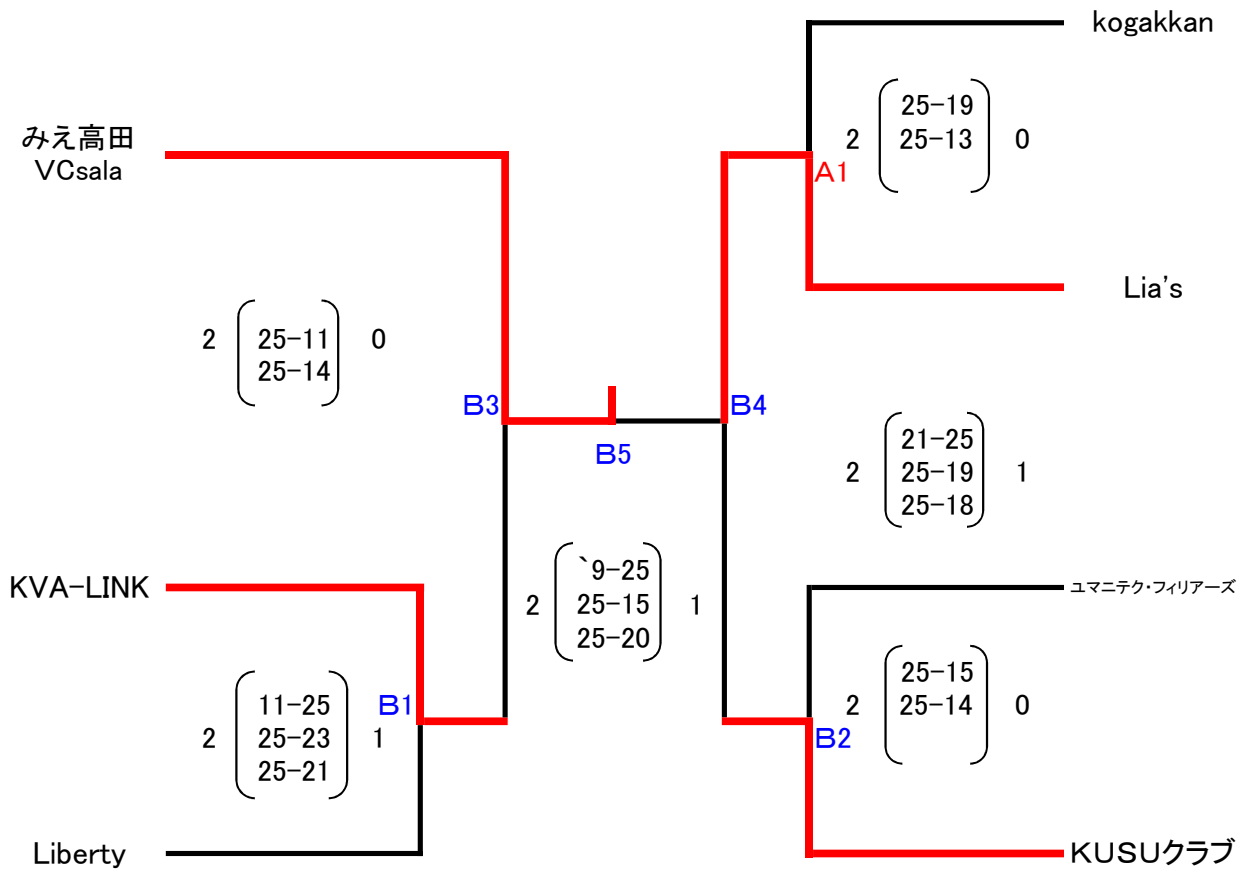 kogakkan
25-19
2 25-13 0
みえ高田
VCsala
A1
Lia's
2 25-11 0
25-14
B3
B4
B5
21-25
2 25-19 1
25-18
KVA-LINK
`9-25
2 25-15 1
25-20
ユマニテク・フィリアーズ
25-15
2 25-14 0
11-25
B1
2 25-23 1
25-21
B2
Liberty
KUSUクラブ